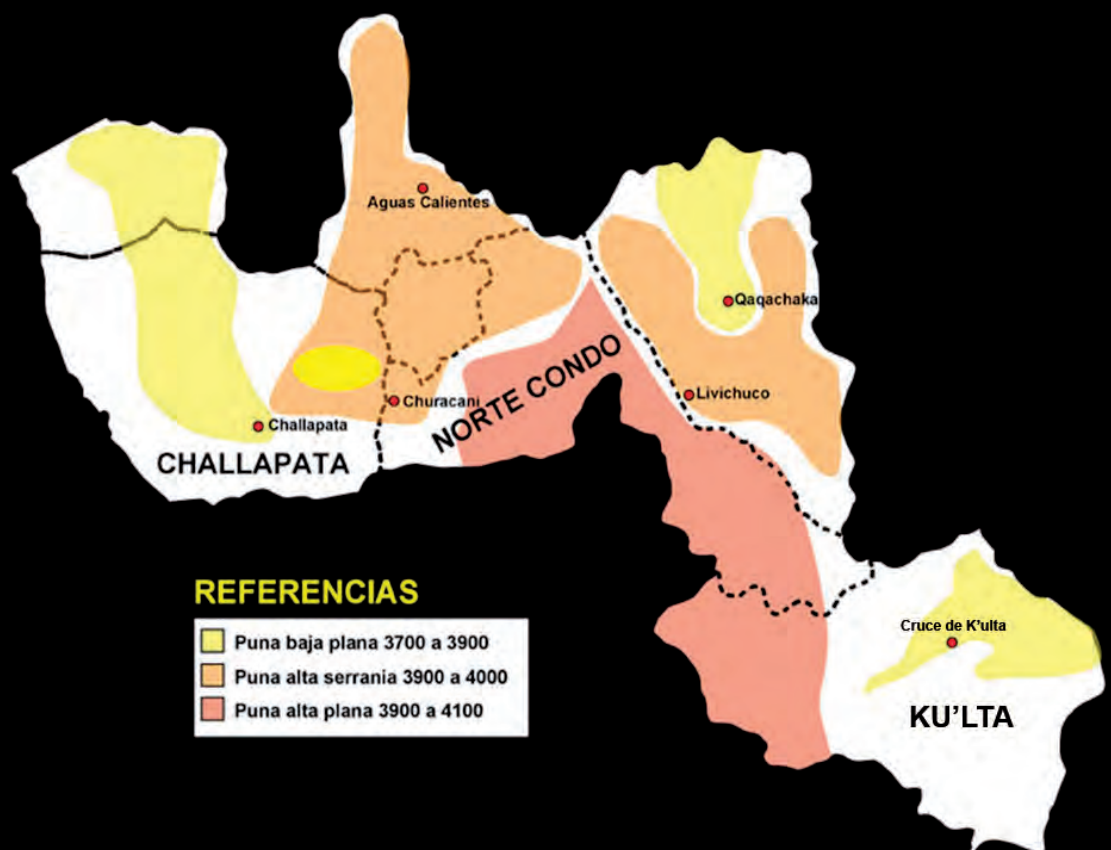 Aguas Calientes
Qaqachaka
NORTE CONDO
Livichuco
Churacani
Challapata
CHALLAPATA
REFERENCIAS
Puna baja plana 3700 a 3900
Puna alta serrania 3900 a 4000
Puna alta plana 3900 a 4100
Cruce de K'ulta
KU'LTA